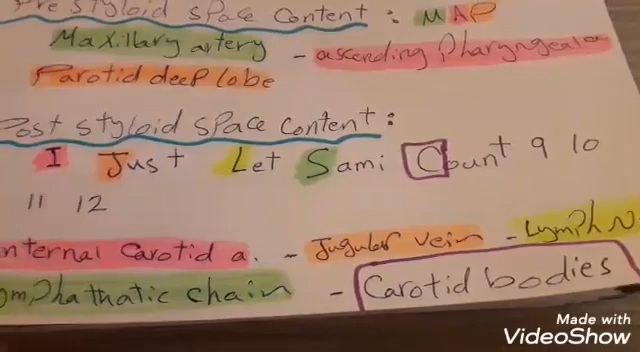 styloid space content : MAP
Maxillary artery - ascending Pharyngeal
Parotid deep lobe
Post styloid space content :
I Just Let Sami Count 9 10
11 12
nternal Carotid a. - Jugular vein - Lymph N
mphathatic chain - Carotid bodies
Made with
VideoShow